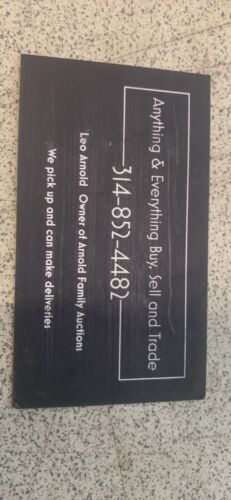 Anything & Everything Buy, Sell and Trade
314-852-4482
Leo Arnold Owner of Arnold Family Auctions
We pick up and can make deliveries